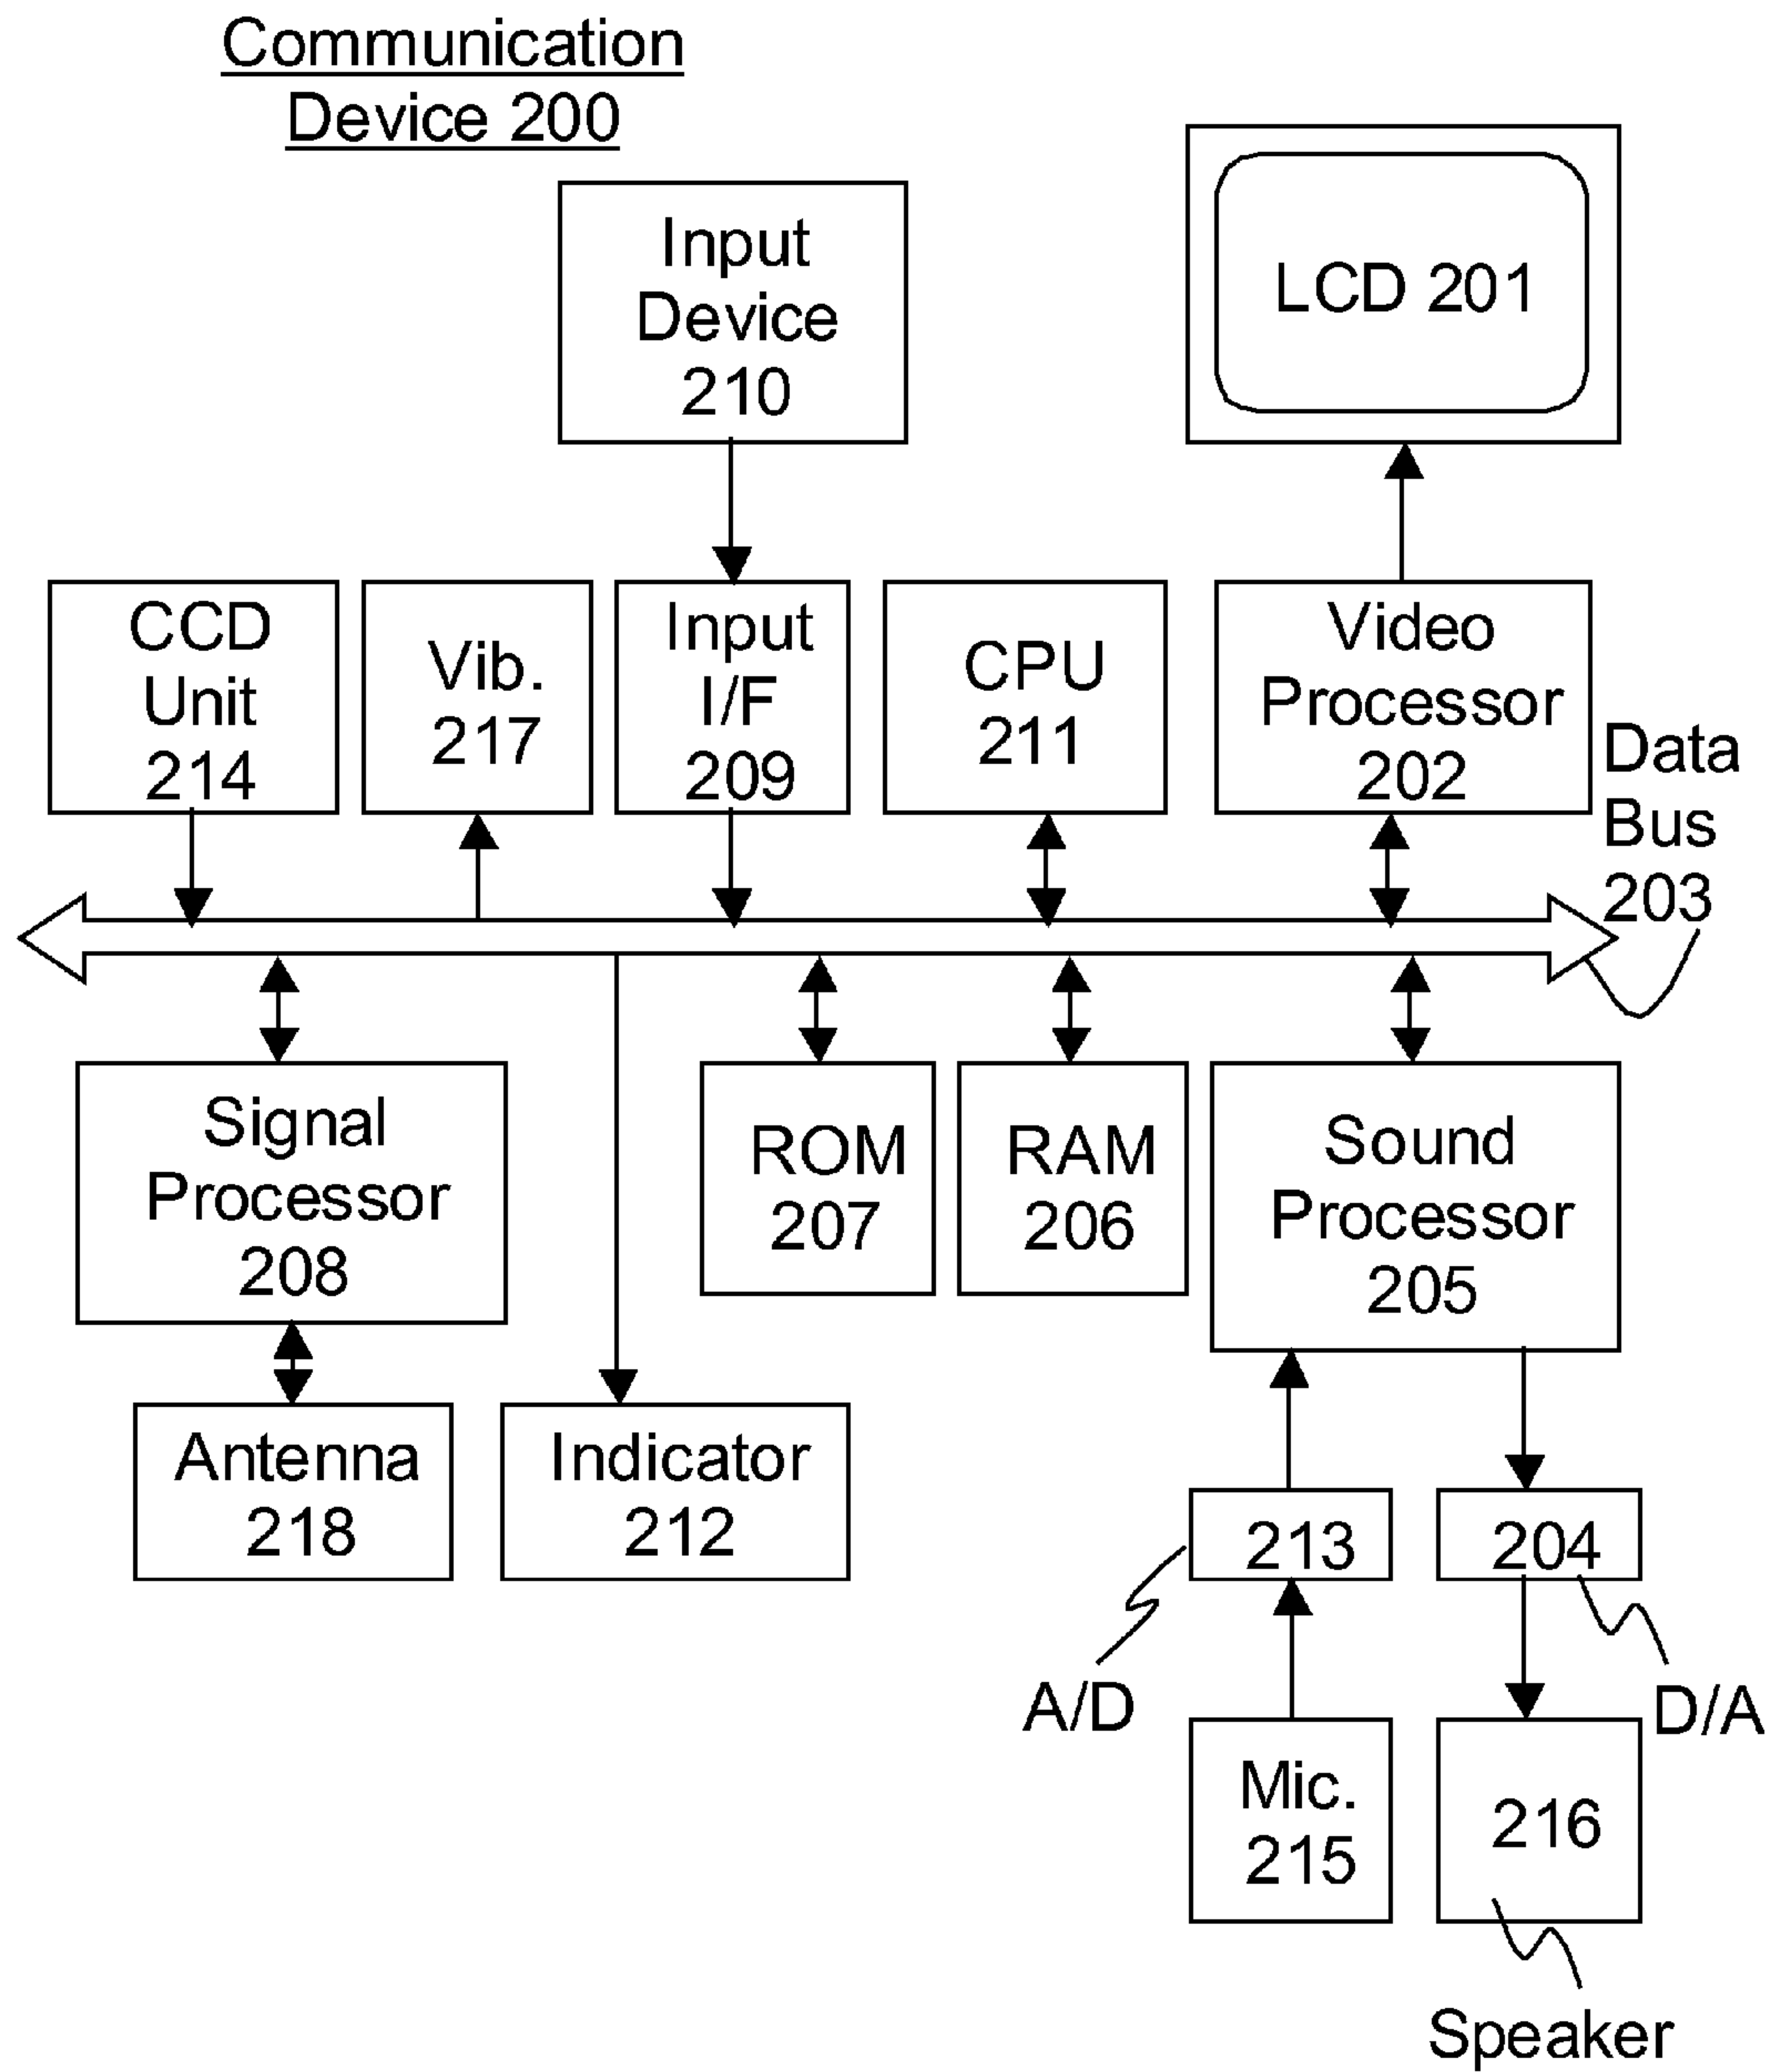 Communication
Device 200
Input
Device
210
LCD 201
CCD
Unit
214
Vib.
217
Input
I/F
209
CPU
211
Video
Processor
202
Data
Bus
203
Signal
Processor
208
ROM
207
RAM
206
Sound
Processor
205
Antenna
218
Indicator
212
213
204
A/D
D/A
Mic.
215
216
Speaker